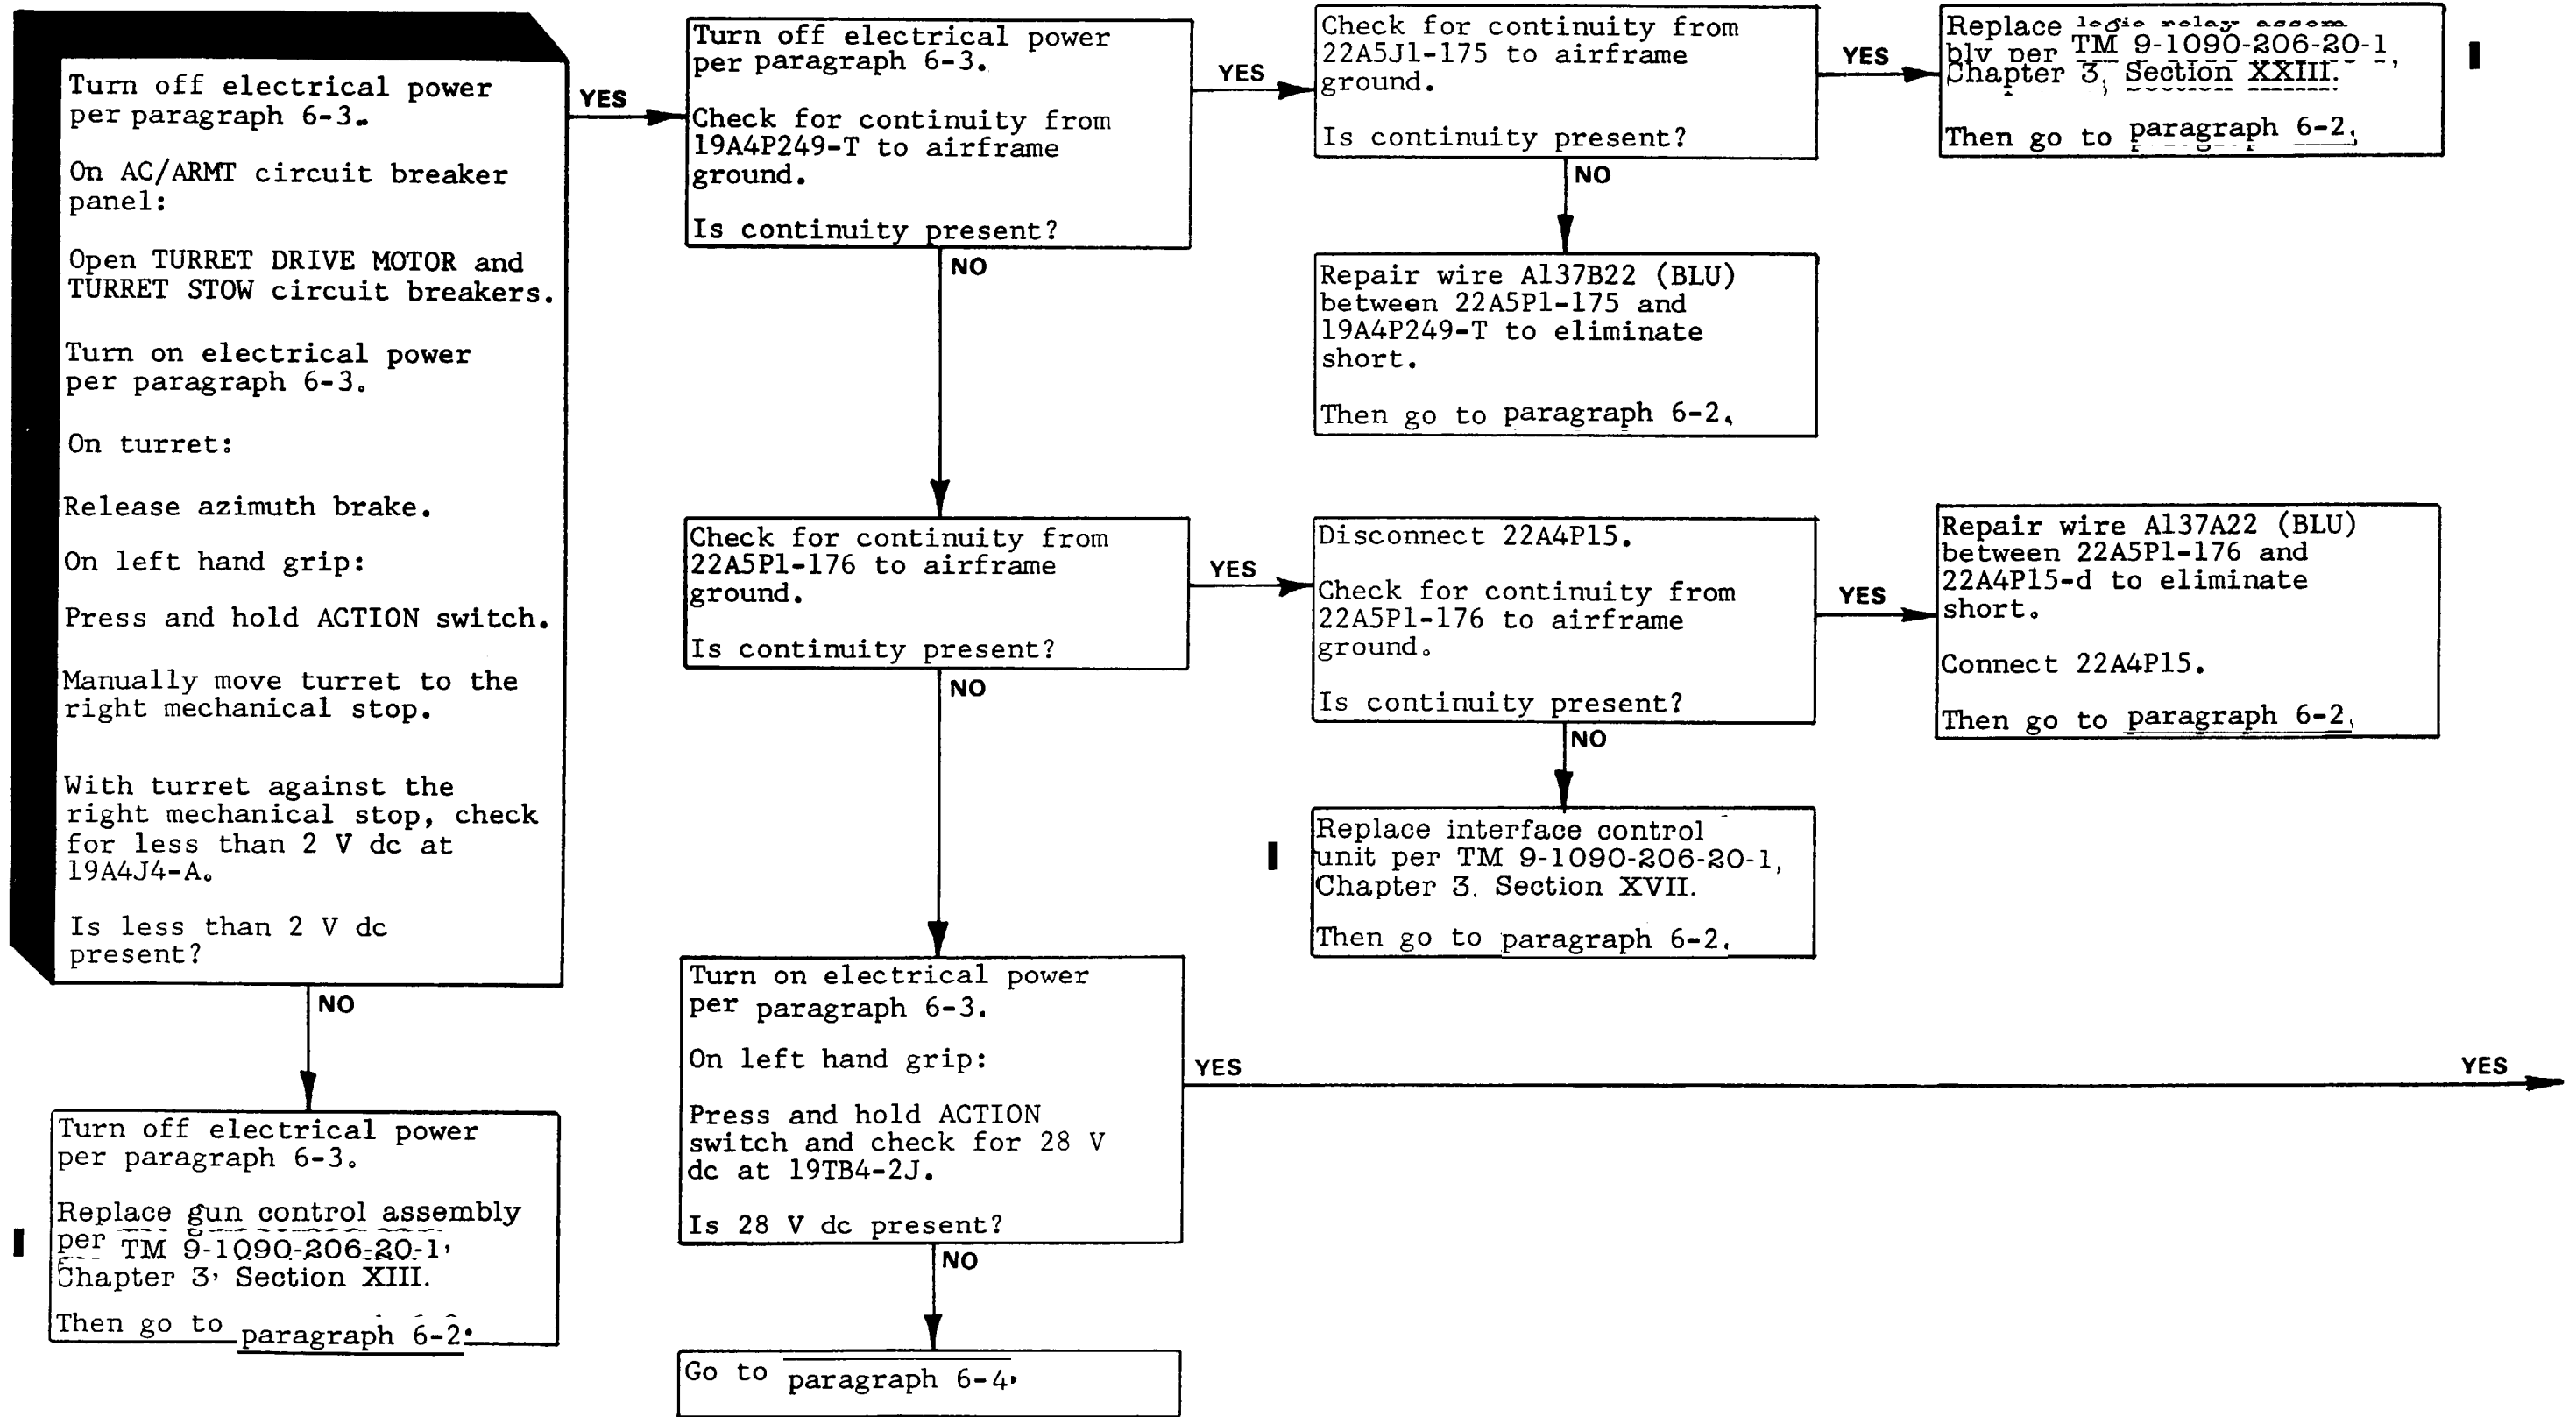 Turn off electrical power
per paragraph 6-3.
On AC/ARMT circuit breaker
panel:
Open TURRET DRIVE MOTOR and
TURRET STOW circuit breakers.
Turn on electrical power
per paragraph 6-3.
On turret:
Release azimuth brake.
On left hand grip:
Press and hold ACTION switch.
Manually move turret to the
right mechanical stop.
With turret against the
right mechanical stop, check
for less than 2 V dc at
19A4J4-A.
Is less than 2 V dc
present?
YES
NO
Turn off electrical power
per paragraph 6-3.
Replace gun control assembly
per TM 9-1090-206-20-1,
Chapter 3, Section XIII.
Then go to paragraph 6-2.
Turn off electrical power
per paragraph 6-3.
Check for continuity from
19A4P249-T to airframe
ground.
Is continuity present?
YES
NO
Check for continuity from
22A5J1-175 to airframe
ground.
Is continuity present?
YES
NO
Replace logic relay assem
bly per TM 9-1090-206-20-1,
Chapter 3, Section XXIII.
Then go to paragraph 6-2.
Repair wire A137B22 (BLU)
between 22A5P1-175 and
19A4P249-T to eliminate
short.
Then go to paragraph 6-2.
Check for continuity from
22A5P1-176 to airframe
ground.
Is continuity present?
YES
NO
Disconnect 22A4P15.
Check for continuity from
22A5P1-176 to airframe
ground.
Is continuity present?
YES
NO
Repair wire A137A22 (BLU)
between 22A5P1-176 and
22A4P15-d to eliminate
short.
Connect 22A4P15.
Then go to paragraph 6-2.
Replace interface control
unit per TM 9-1090-206-20-1,
Chapter 3, Section XVII.
Then go to paragraph 6-2.
Turn on electrical power
per paragraph 6-3.
On left hand grip:
Press and hold ACTION
switch and check for 28 V
dc at 19TB4-2J.
Is 28 V dc present?
YES
YES
NO
Go to paragraph 6-4.